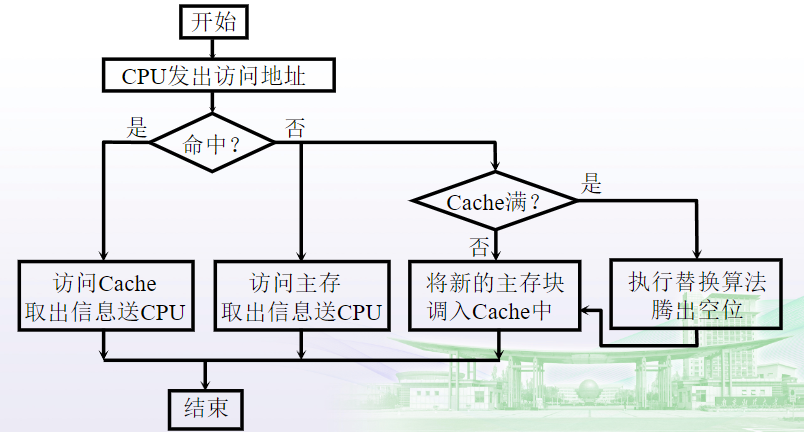 开始
CPU发出访问地址
是
命中？
否
Cache满？
是
否
访问Cache
取出信息送CPU
访问主存
取出信息送CPU
将新的主存块
调入Cache中
执行替换算法
腾出空位
结束